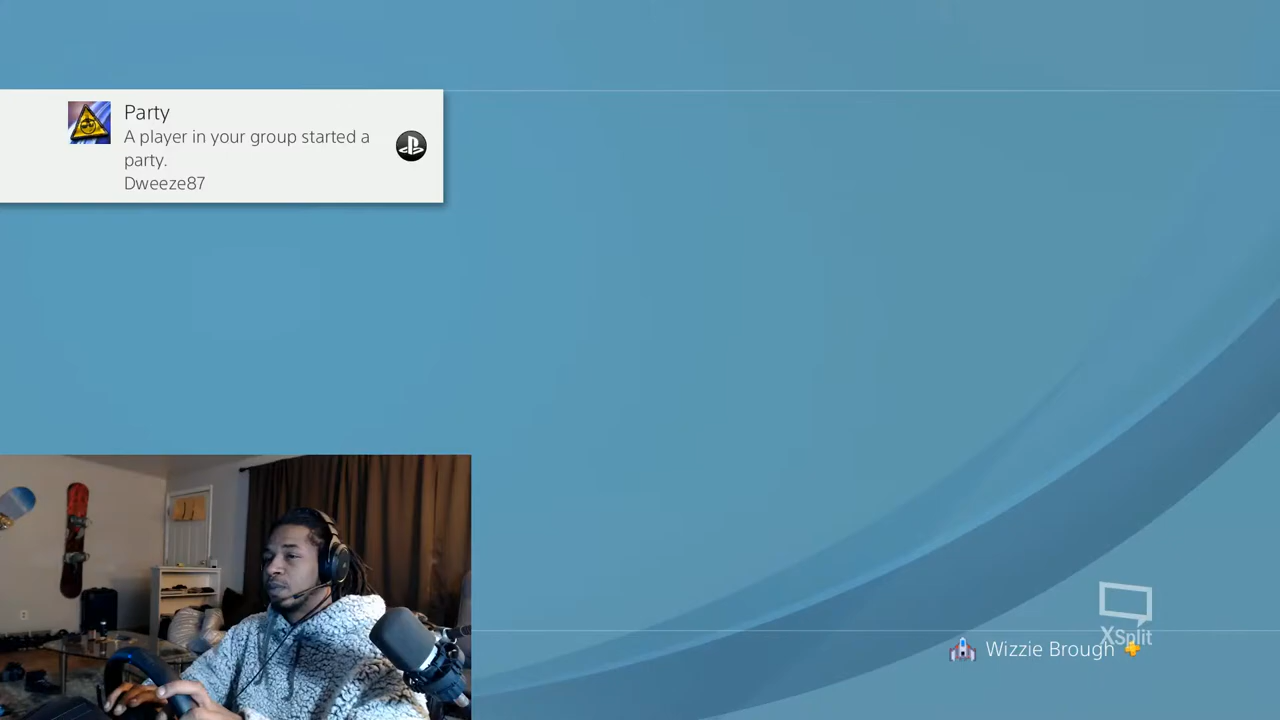 Party
A player in your group started a
party.
Dweeze87
XSplit
Wizzie Brough